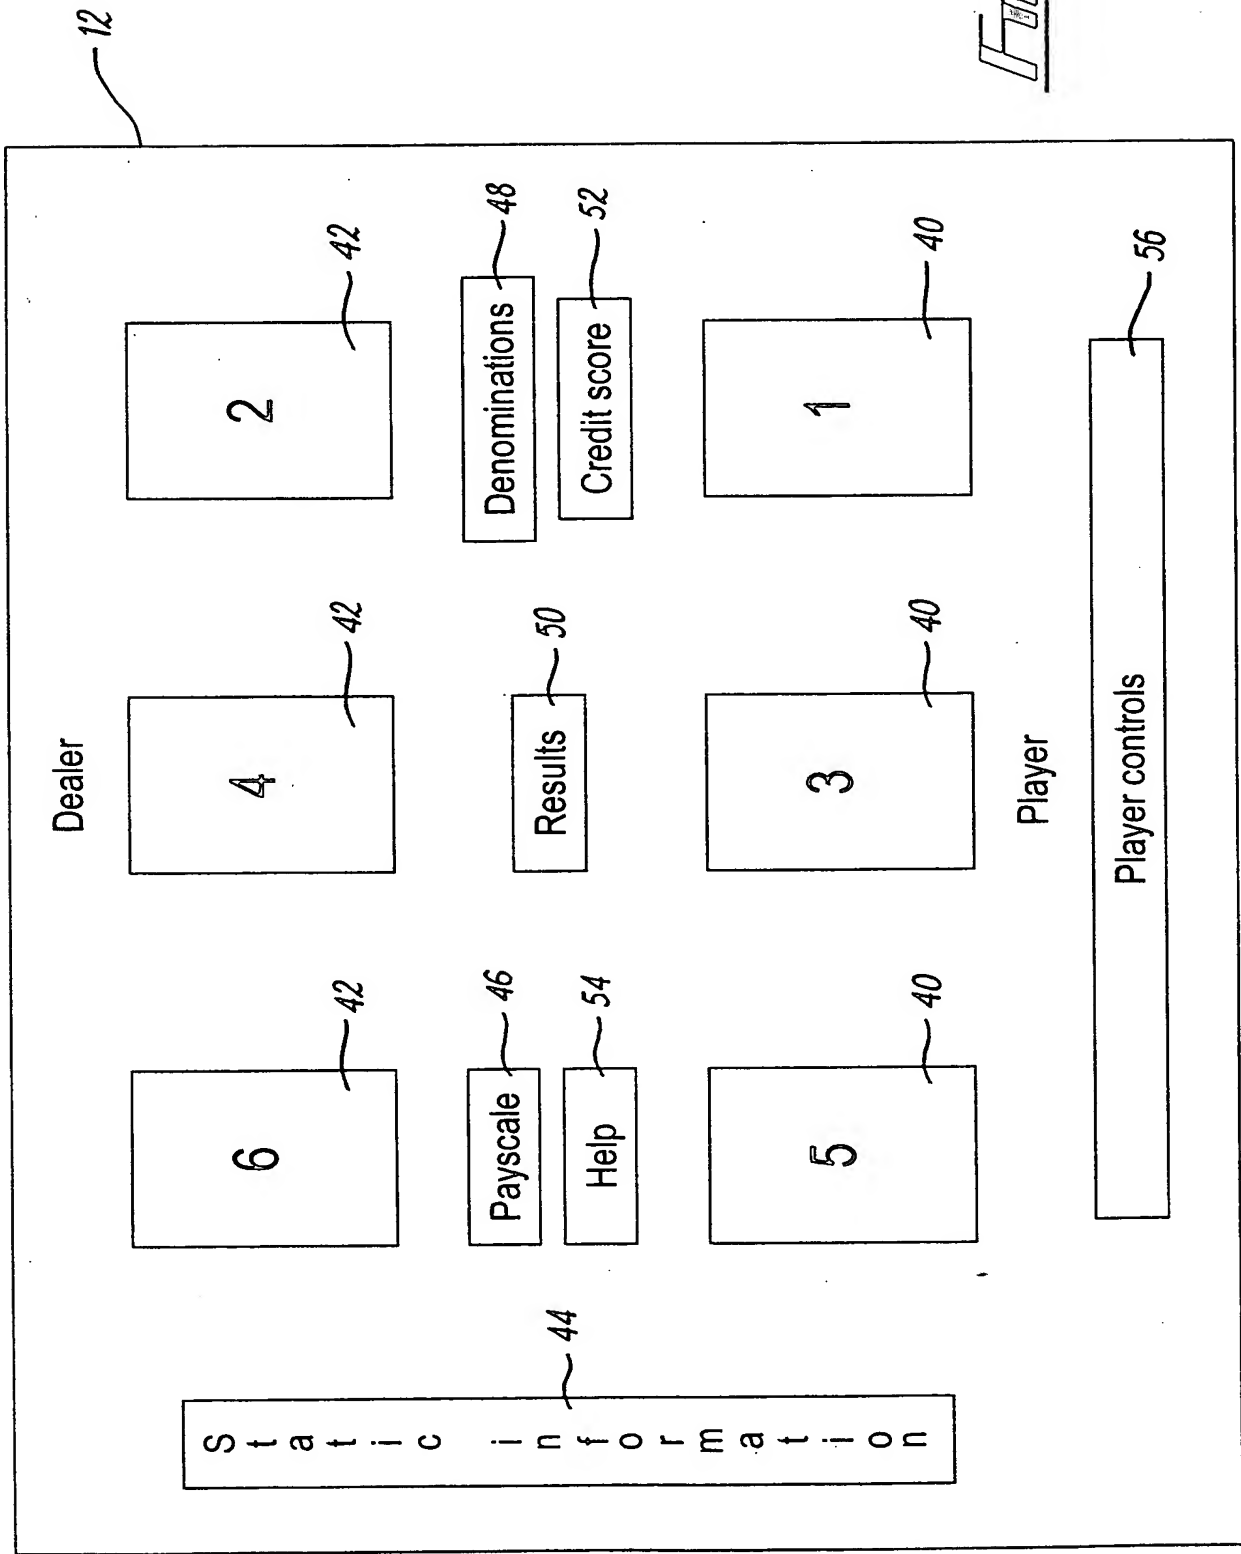 12
Dealer
6
42
4
42
2
42
Payscale
46
Results
50
Denominations
48
Help
54
Credit score
52
5
40
3
40
1
40
Player
Player controls
56
Static information
44